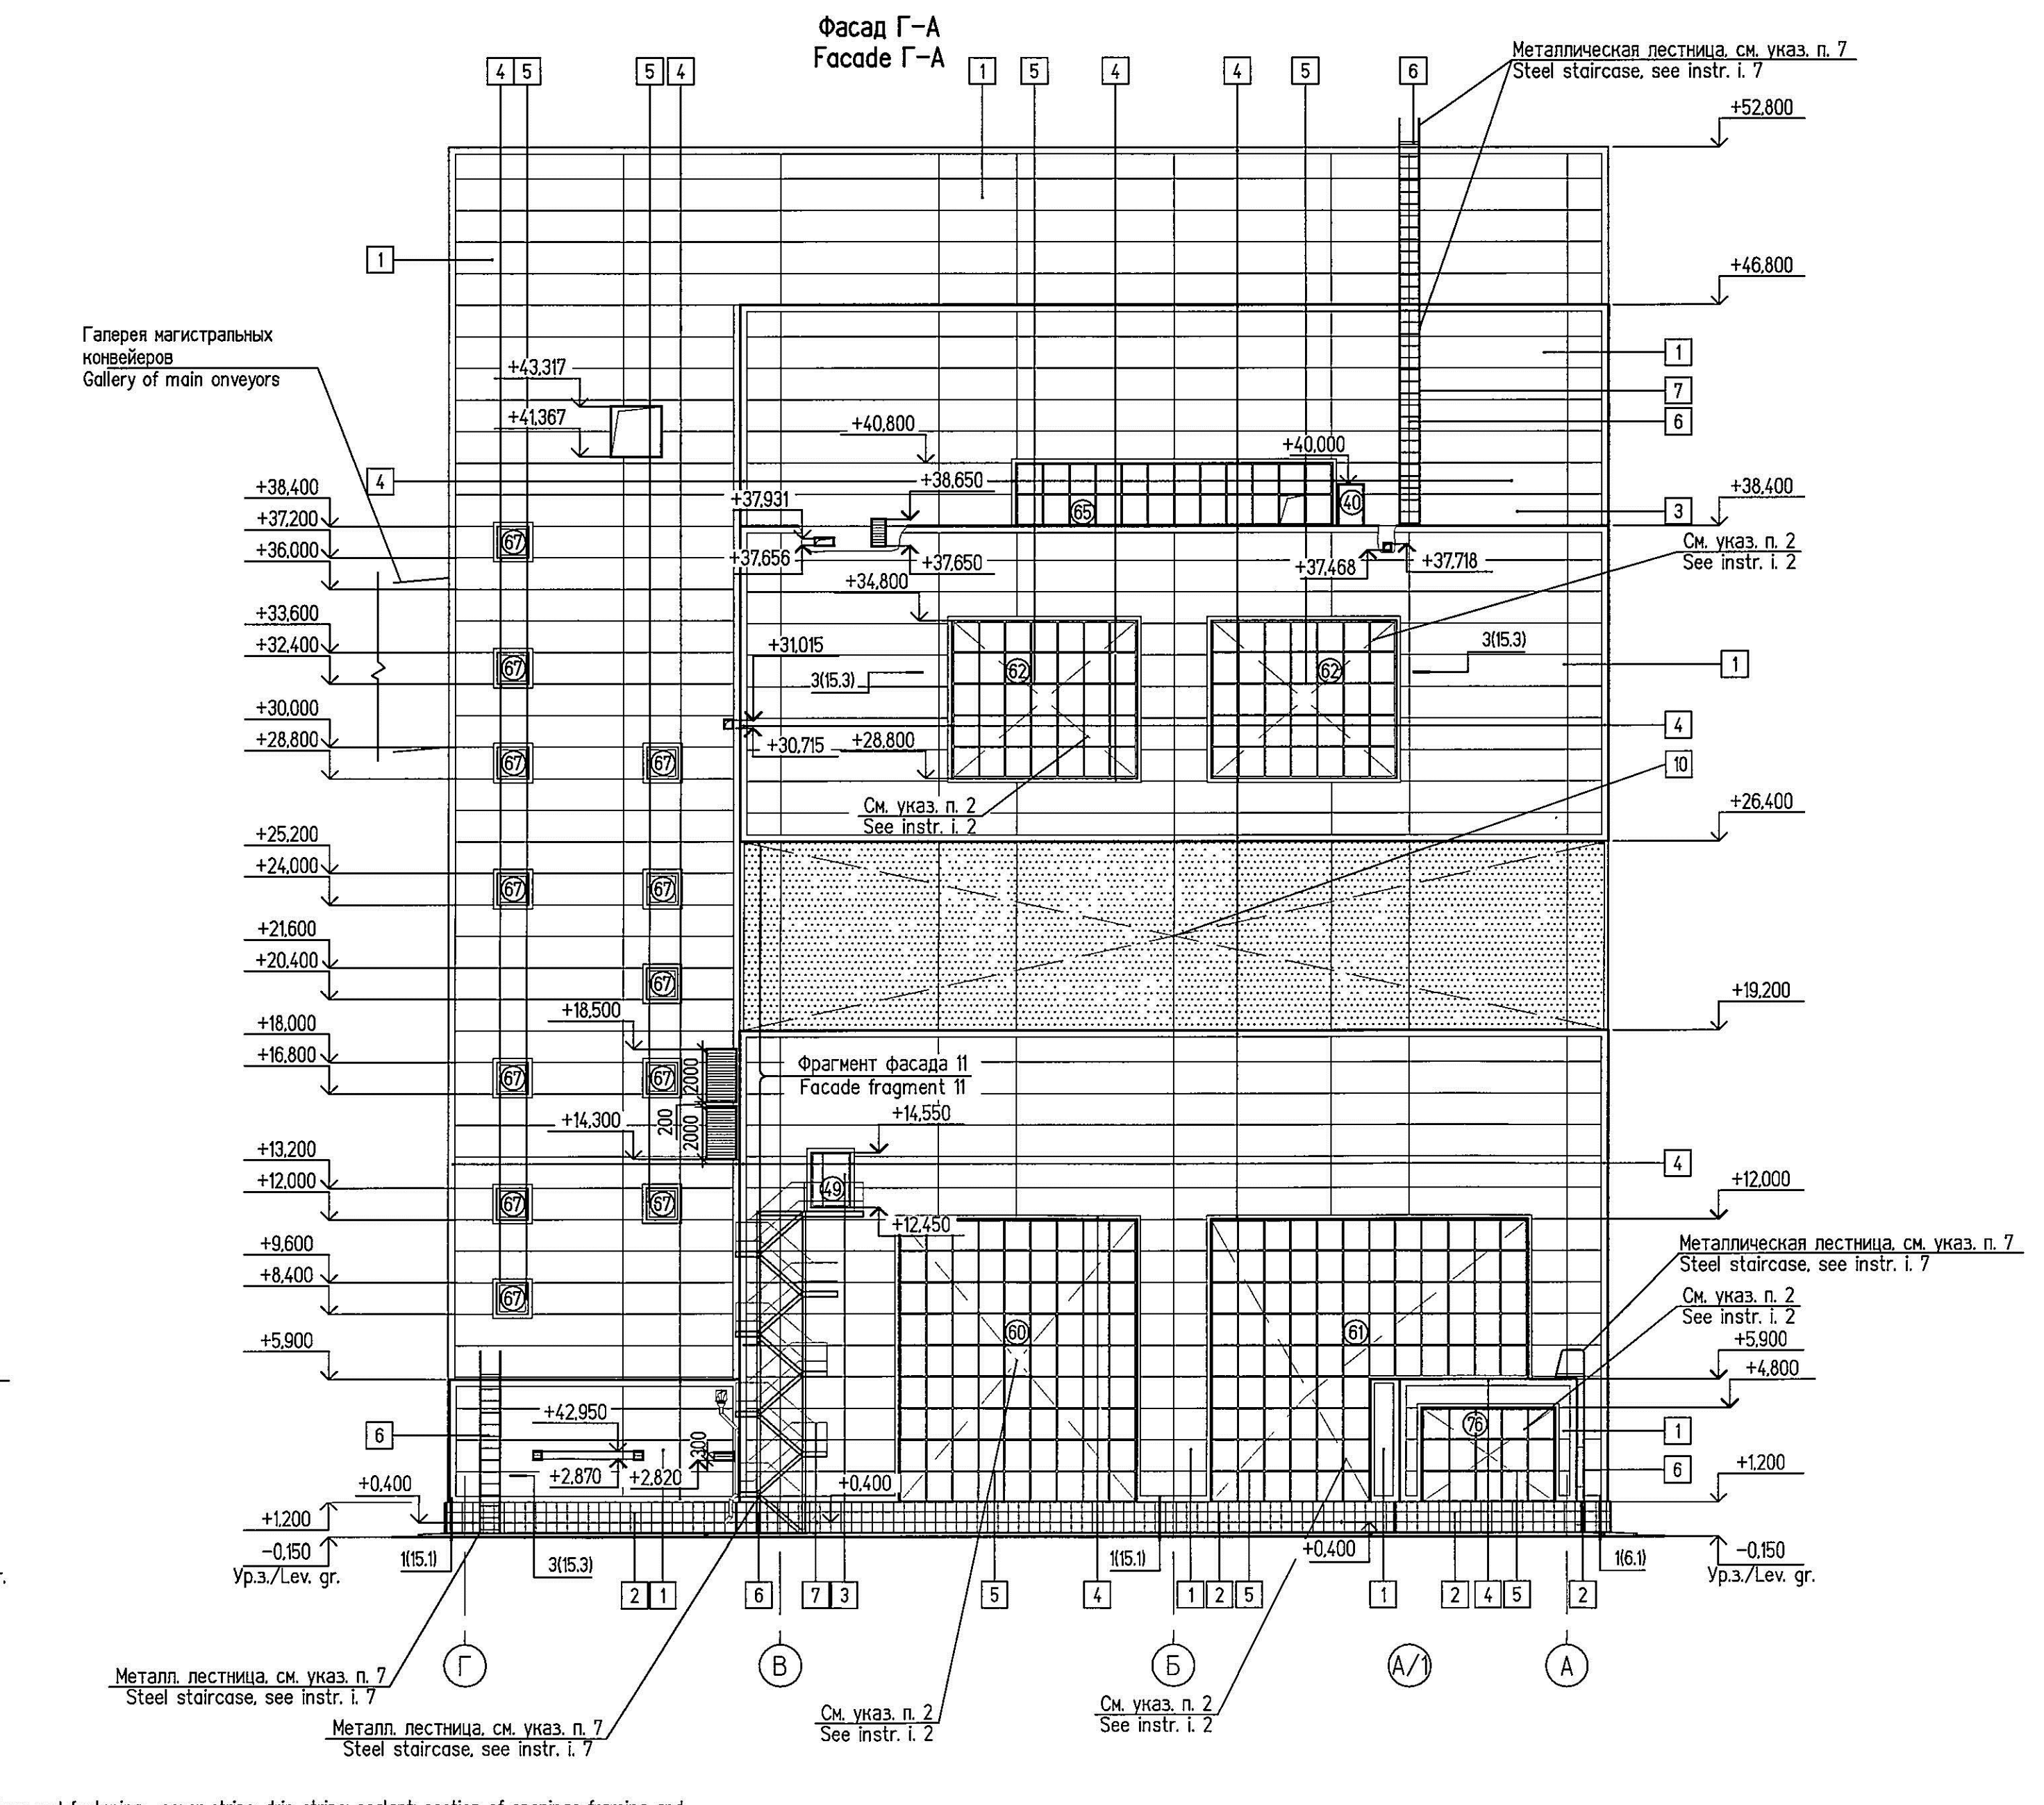 Фасад Г-А
Facade Г-А
4 5 5 4 1 5 4 4 5 6
Металлическая лестница, см. указ. п. 7
Steel staircase, see instr. i. 7
+52,800
1
+46,800
Галерея магистральных
конвейеров
Gallery of main onveyors
1
7
6
+43,317
+41,367
+40,800
+40,000
4
+38,650
+37,931
65
40
3
+38,400
+38,400
+37,200
+36,000
67
+37,656
+37,650
+37,468
+37,718
См. указ. п. 2
See instr. i. 2
+34,800
+33,600
+32,400
67
+31,015
3(15.3)
62
62
3(15.3)
1
+30,000
+28,800
67
67
+30,715
+28,800
4
10
См. указ. п. 2
See instr. i. 2
+26,400
+25,200
+24,000
67
67
+21,600
+20,400
67
+19,200
+18,500
+18,000
+16,800
67
67
2000
200
2000
Фрагмент фасада 11
Facade fragment 11
+14,550
+14,300
+13,200
+12,000
67
67
49
+12,450
4
+12,000
+9,600
+8,400
67
Металлическая лестница, см. указ. п. 7
Steel staircase, see instr. i. 7
См. указ. п. 2
See instr. i. 2
+5,900
60
61
+5,900
+4,800
76
6
+42,950
300
+2,870
+2,820
1
6
+0,400
+0,400
+1,200
+1,200
-0,150
Ур.з./Lev. gr.
1(15.1)
3(15.3)
1(15.1)
+0,400
1(6.1)
-0,150
Ур.з./Lev. gr.
r.
2 1 6 7 3 5 4 1 2 5 1 2 4 5 2
Г
В
Б
А/1
А
Металл. лестница, см. указ. п. 7
Steel staircase, see instr. i. 7
Металл. лестница, см. указ. п. 7
Steel staircase, see instr. i. 7
См. указ. п. 2
See instr. i. 2
См. указ. п. 2
See instr. i. 2